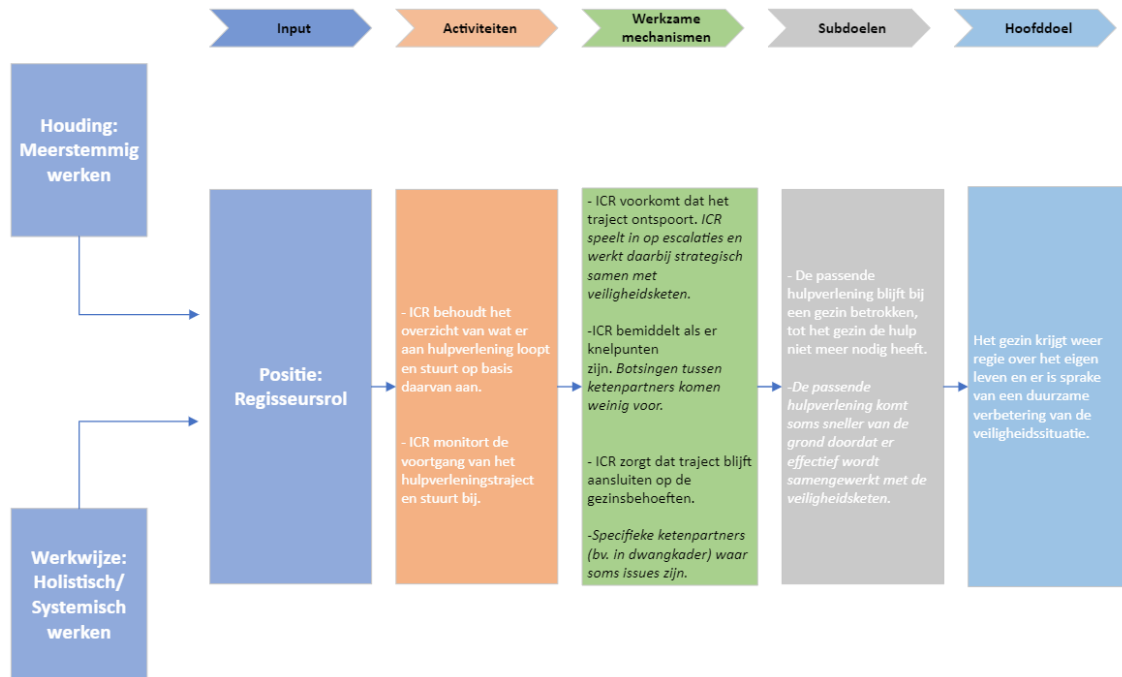 Input
Activiteiten
Werkzame
mechanismen
Subdoelen
Hoofddoel
Houding:
Meerstemmig
werken
Positie:
Regisseursrol
Werkwijze:
Holistisch/
Systemisch
werken
- ICR behoudt het
overzicht van wat er
aan hulpverlening loopt
en stuurt op basis
daarvan aan.
- ICR monitort de
voortgang van het
hulpverleningstraject
en stuurt bij.
- ICR voorkomt dat het
traject ontspoort. ICR
speelt in op escalaties en
werkt daarbij strategisch
samen met
veiligheidsketen.
-ICR bemiddelt als er
knelpunten
zijn. Botsingen tussen
ketenpartners komen
weinig voor.
- ICR zorgt dat traject blijft
aansluiten op de
gezinsbehoeften.
-Specifieke ketenpartners
(bv. in dwangkader) waar
soms issues zijn.
- De passende
hulpverlening blijft bij
een gezin betrokken,
tot het gezin de hulp
niet meer nodig heeft.
-De passende
hulpverlening komt
soms sneller van de
grond doordat er
effectief wordt
samengewerkt met de
veiligheidsketen.
Het gezin krijgt weer
regie over het eigen
leven en er is sprake
van een duurzame
verbetering van de
veiligheidssituatie.